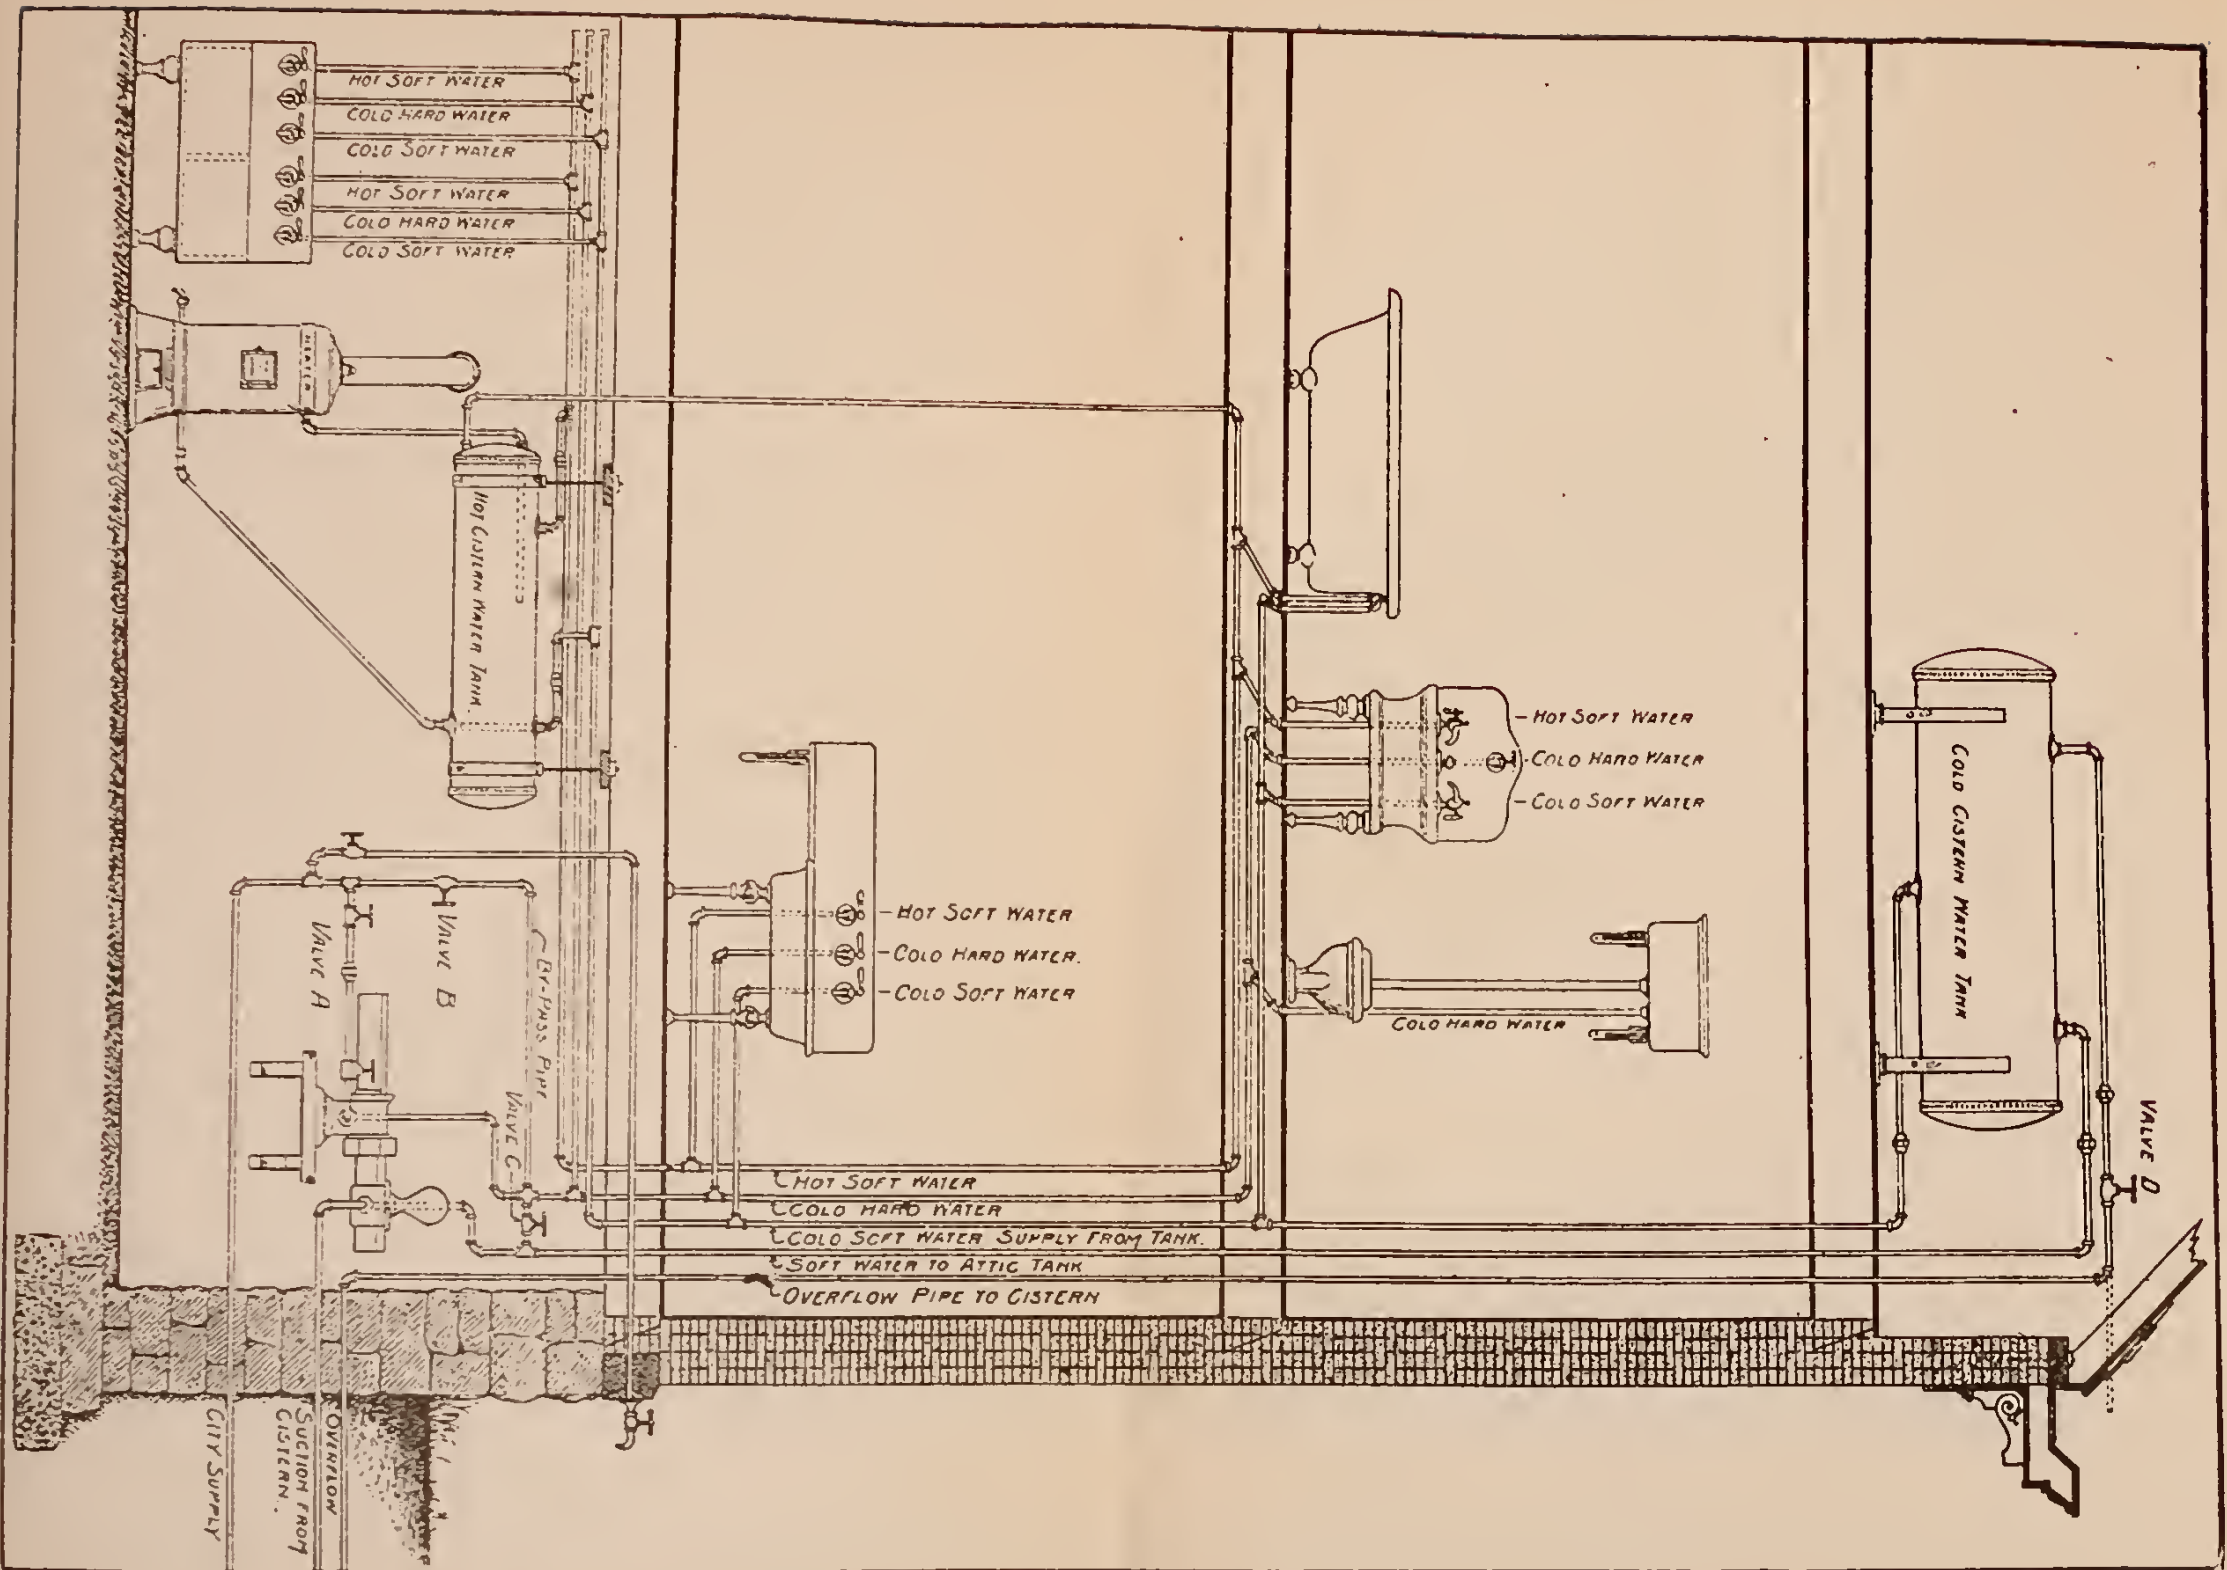 HOT SOFT WATER
COLD HARD WATER
COLD SOFT WATER
HOT SOFT WATER
COLD HARD WATER
COLD SOFT WATER
HEATER
HOT CISTERN WATER TANK.
HOT SOFT WATER
COLD HARD WATER
COLD SOFT WATER
COLD CISTERN WATER TANK
HOT SOFT WATER
COLD HARD WATER.
COLD SOFT WATER
COLD HARD WATER
VALVE A
VALVE B
BY-PASS PIPE
VALVE C
VALVE D
HOT SOFT WATER
COLD HARD WATER
COLD SOFT WATER SUPPLY FROM TANK.
SOFT WATER TO ATTIC TANK
OVERFLOW PIPE TO CISTERN
OVERFLOW
SUCTION FROM
CISTERN.
CITY SUPPLY